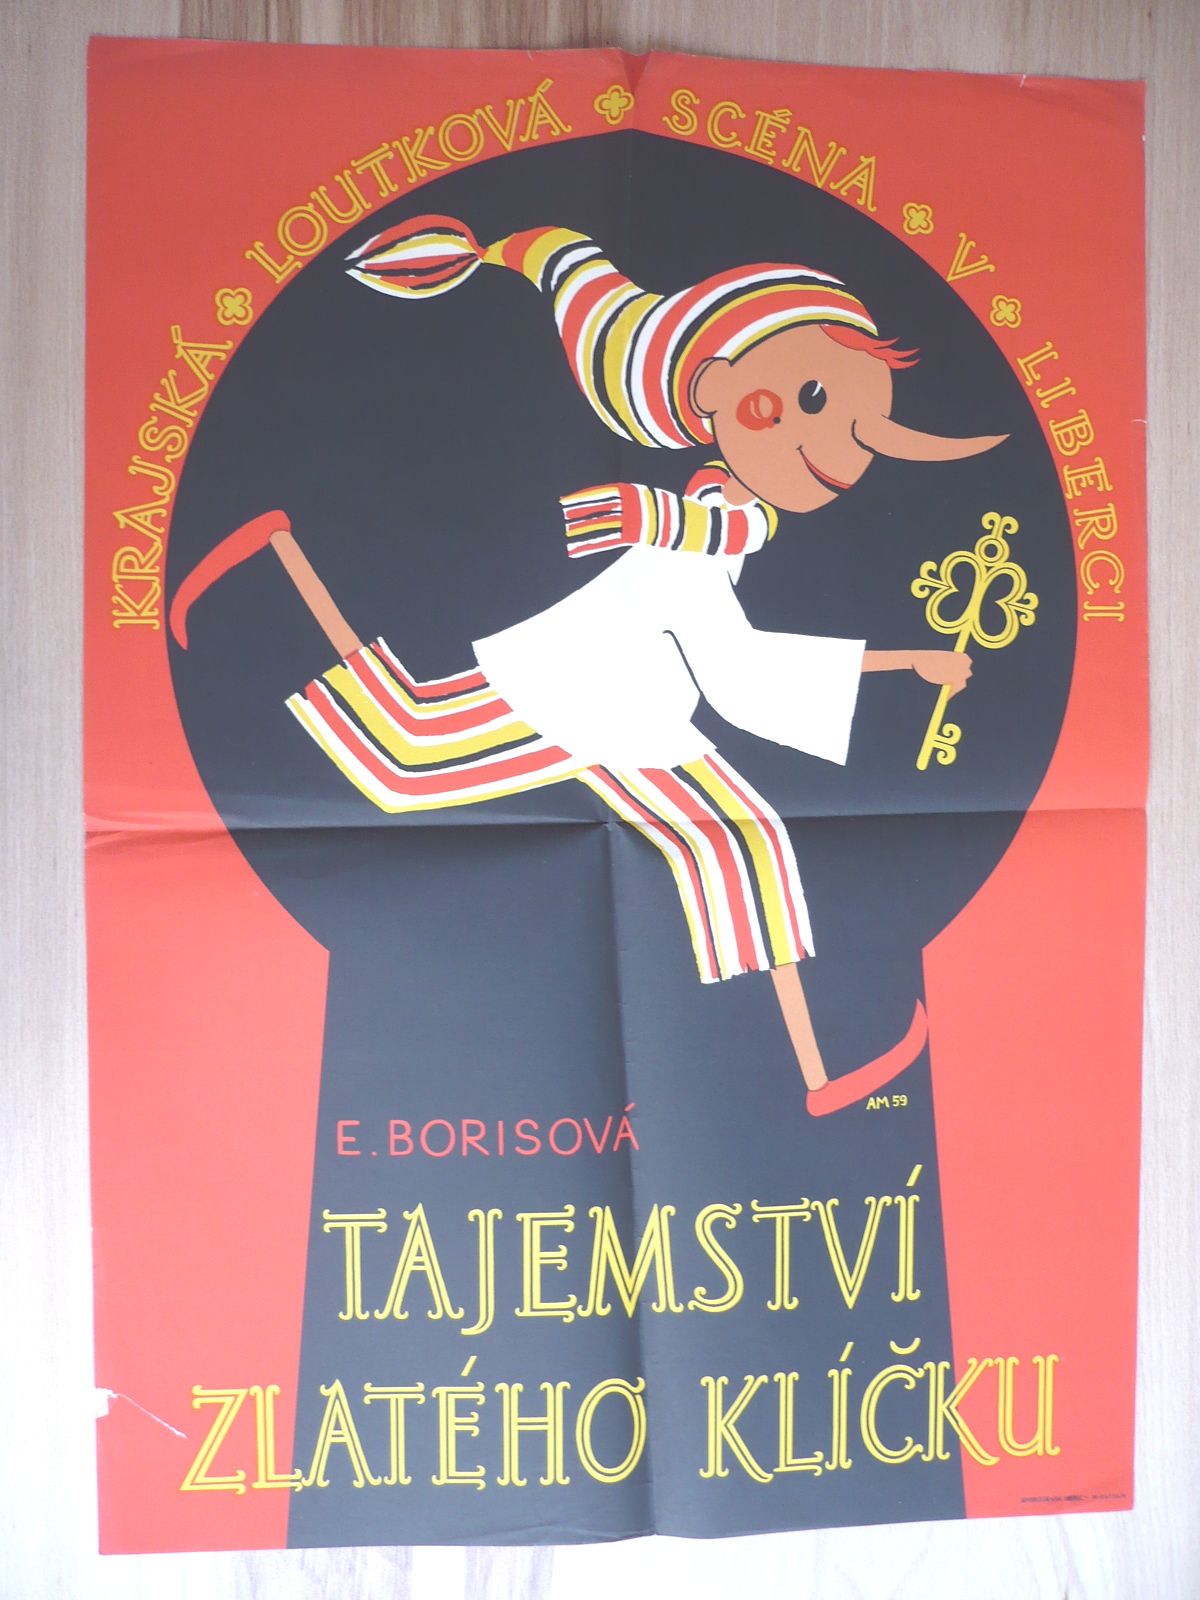 KRAJSKÁ LOUTKOVÁ SCÉNA V LIBERCI
AM 59
E. BORISOVÁ
TAJEMSTVÍ
ZLATÉHO KLÍČKU